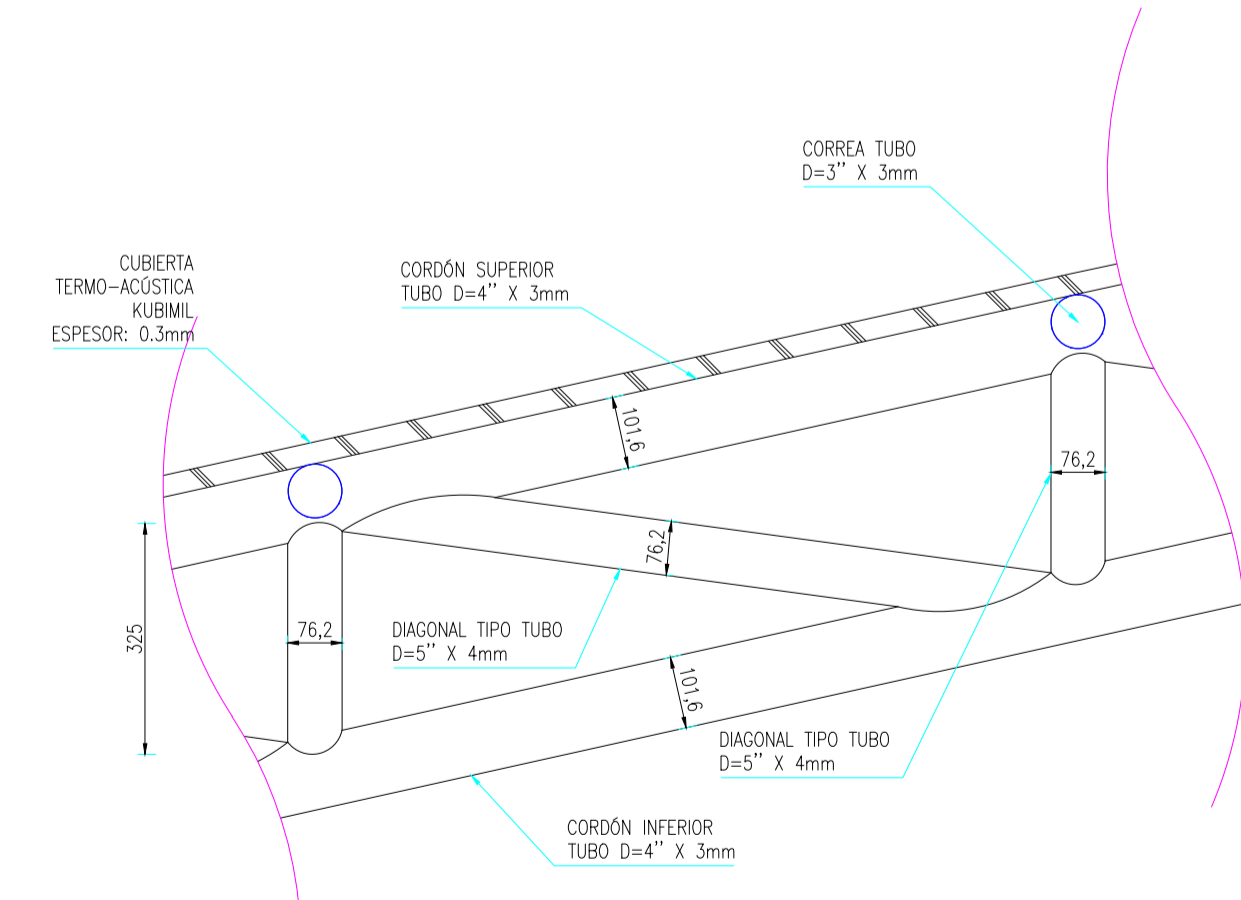 CORREA TUBO
D=3’’ X 3mm
CUBIERTA
TERMO-ACÚSTICA
KUBIMIL
ESPESOR: 0.3mm
CORDÓN SUPERIOR
TUBO D=4’’ X 3mm
101,6
76,2
76,2
325
76,2
DIAGONAL TIPO TUBO
D=5’’ X 4mm
101,6
DIAGONAL TIPO TUBO
D=5’’ X 4mm
CORDÓN INFERIOR
TUBO D=4’’ X 3mm